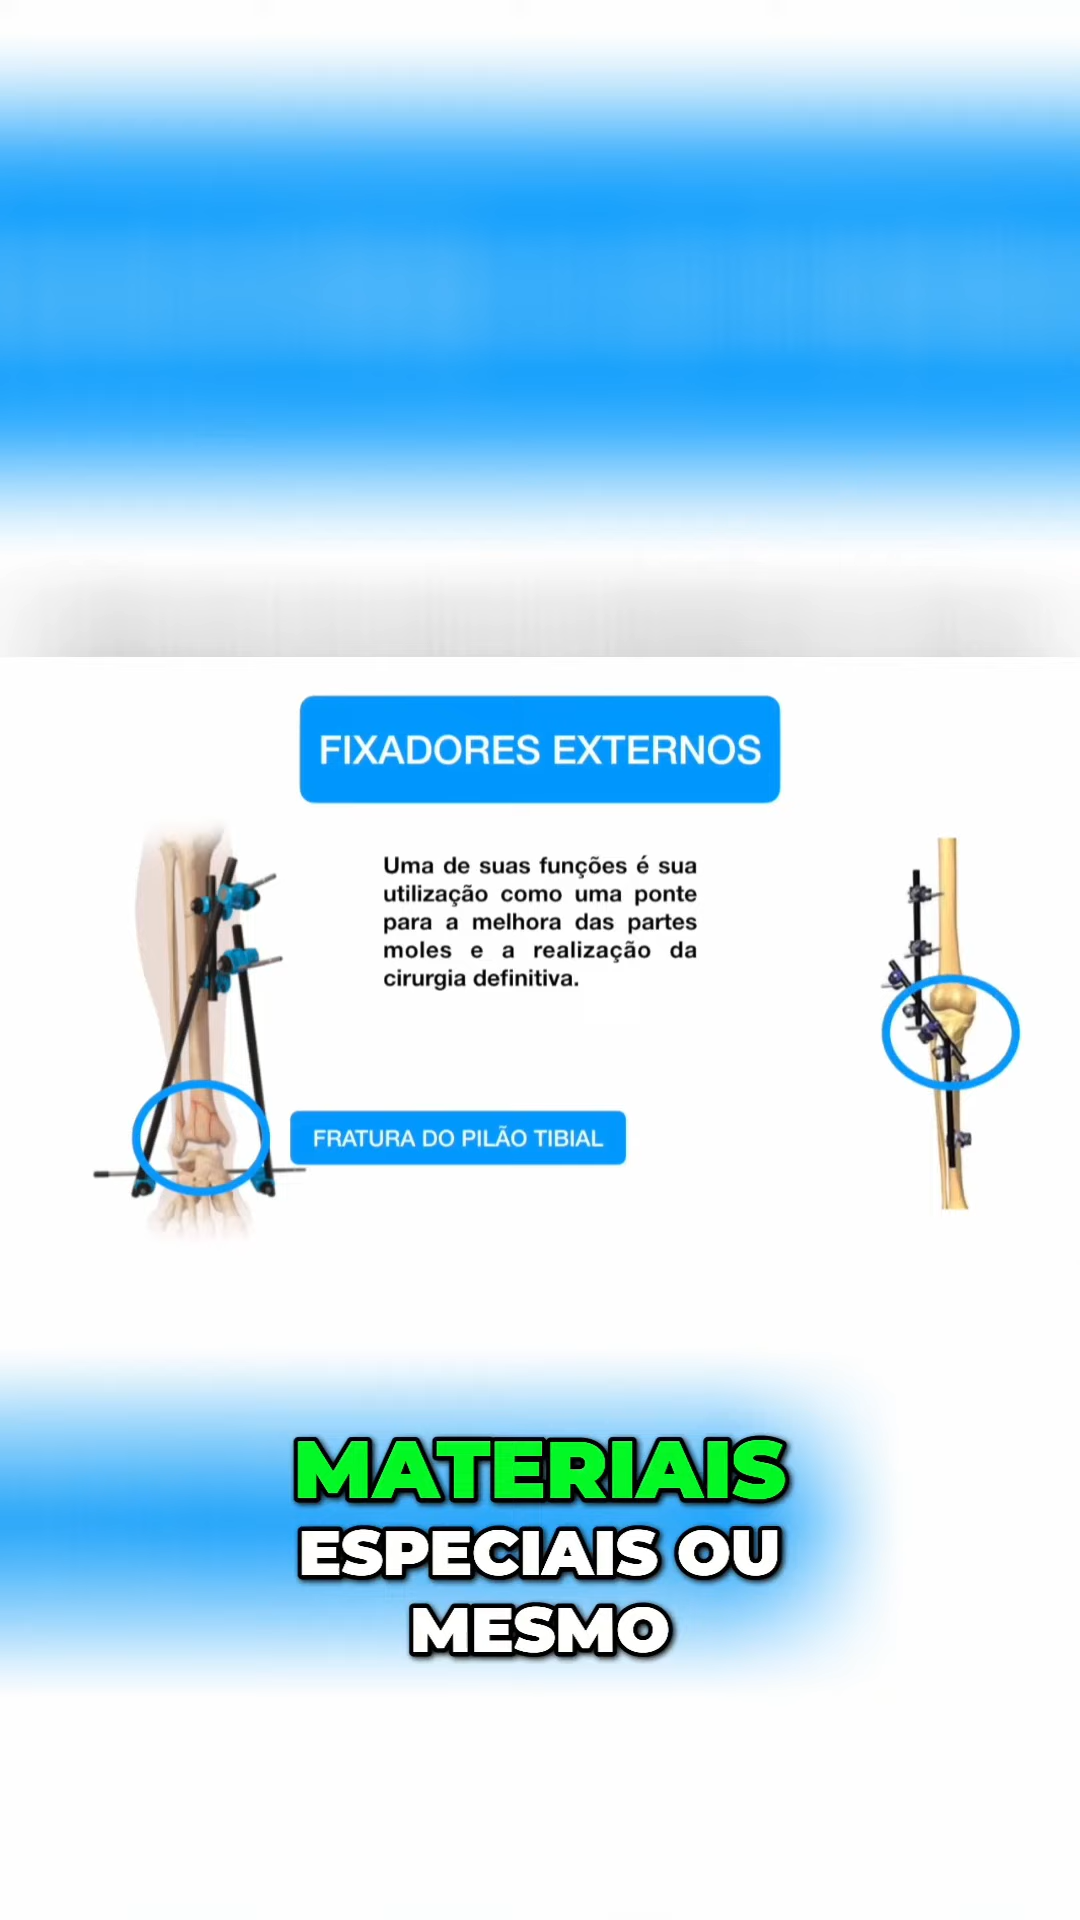 FIXADORES EXTERNOS
Uma de suas funções é sua
utilização como uma ponte
para a melhora das partes
moles e a realização da
cirurgia definitiva.
FRATURA DO PILÃO TIBIAL
MATERIAIS
ESPECIAIS OU
MESMO